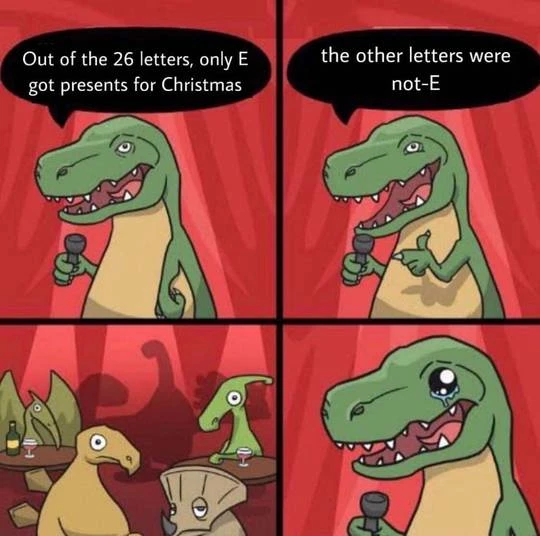 Out of the 26 letters, only E
got presents for Christmas
the other letters were
not-E